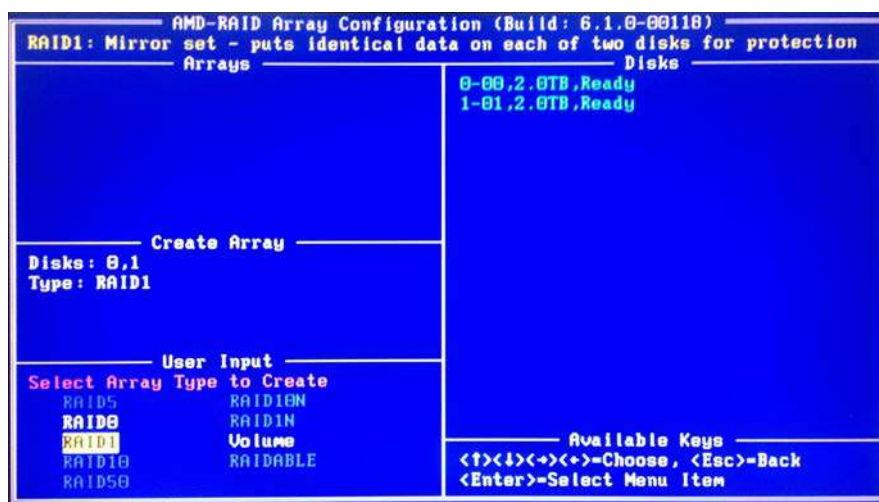 AMD-RAID Array Configuration (Build: 6.1.0-00118)
RAID1: Mirror set - puts identical data on each of two disks for protection
Arrays
Disks
0-00,2.0TB,Ready
1-01,2.0TB,Ready
Create Array
Disks: 0,1
Type: RAID1
User Input
Select Array Type to Create
RAID5 RAID10N
RAID0 RAID1N
RAID1 Volume
RAID10 RAIDABLE
RAID50
Available Keys
<↑><↓><→><←>=Choose, <Esc>=Back
<Enter>=Select Menu Item